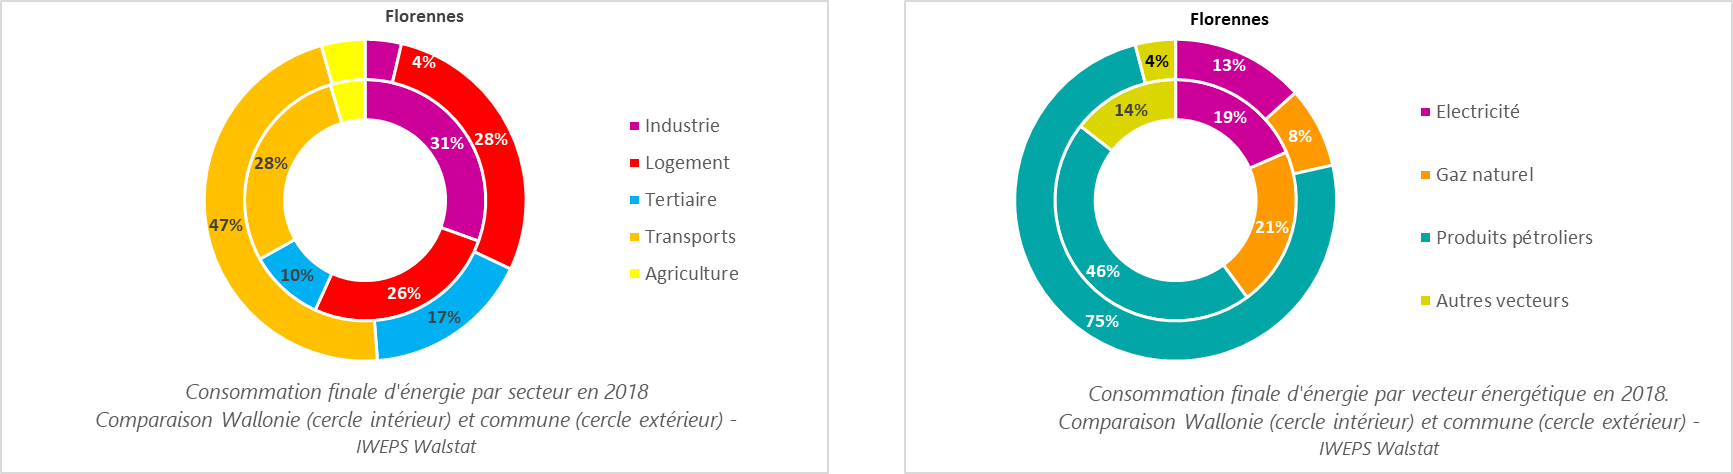 Florennes
4%
28%
31%
28%
47%
10%
26%
17%
Industrie
Logement
Tertiaire
Transports
Agriculture
Consommation finale d'énergie par secteur en 2018
Comparaison Wallonie (cercle intérieur) et commune (cercle extérieur) -
IWEPS Walstat
Florennes
4%
13%
14%
19%
8%
21%
46%
75%
Electricité
Gaz naturel
Produits pétroliers
Autres vecteurs
Consommation finale d'énergie par vecteur énergétique en 2018.
Comparaison Wallonie (cercle intérieur) et commune (cercle extérieur) -
IWEPS Walstat